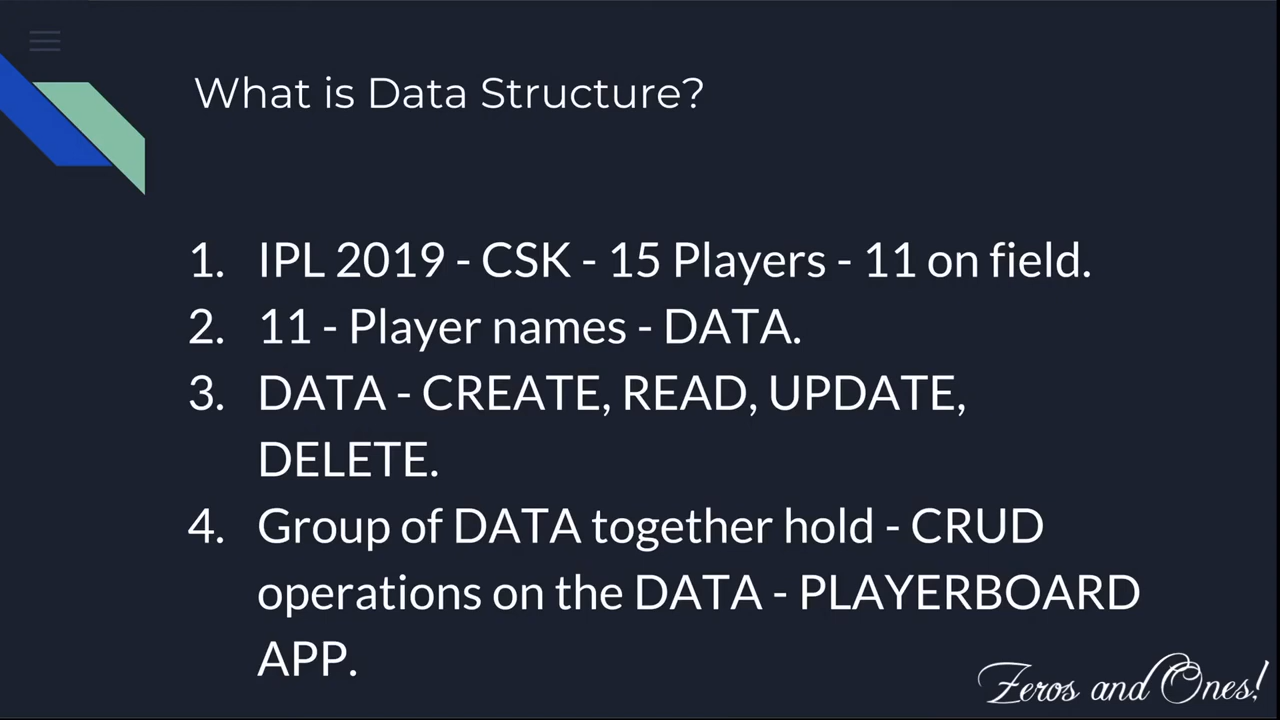 What is Data Structure?
1. IPL 2019 - CSK - 15 Players - 11 on field.
2. 11 - Player names - DATA.
3. DATA - CREATE, READ, UPDATE,
DELETE.
4. Group of DATA together hold - CRUD
operations on the DATA - PLAYERBOARD
APP.
Zeros and Ones!